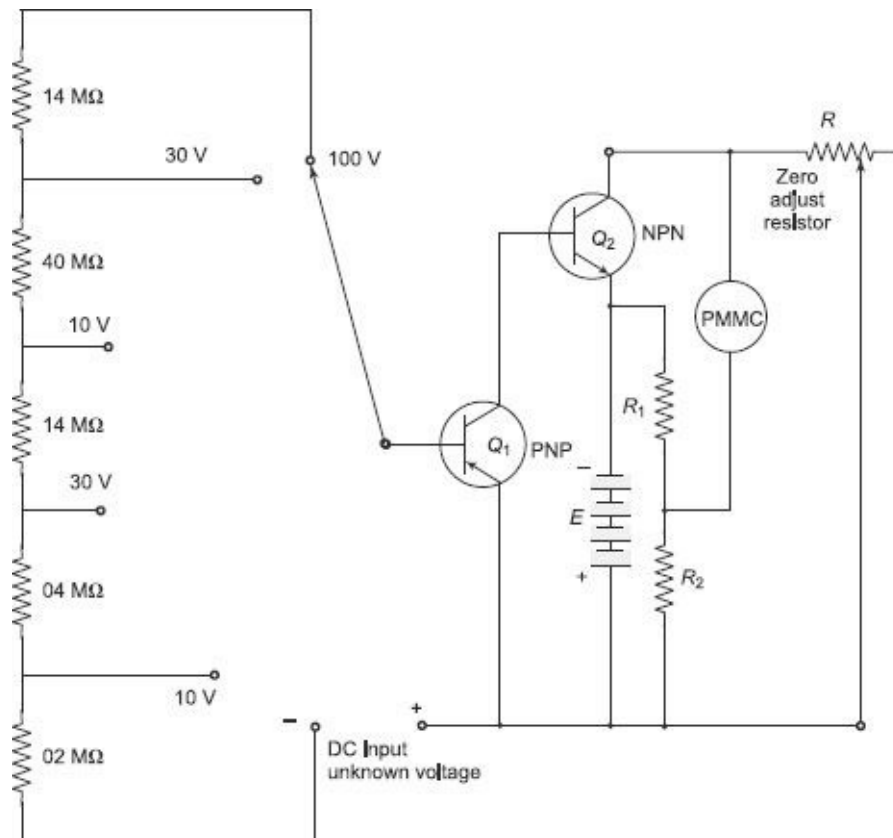 14 MΩ
30 V
100 V
40 MΩ
10 V
14 MΩ
30 V
04 MΩ
10 V
02 MΩ
–
+
DC Input
unknown voltage
Q1
PNP
Q2
NPN
–
E
+
R1
R2
PMMC
R
Zero
adjust
resistor